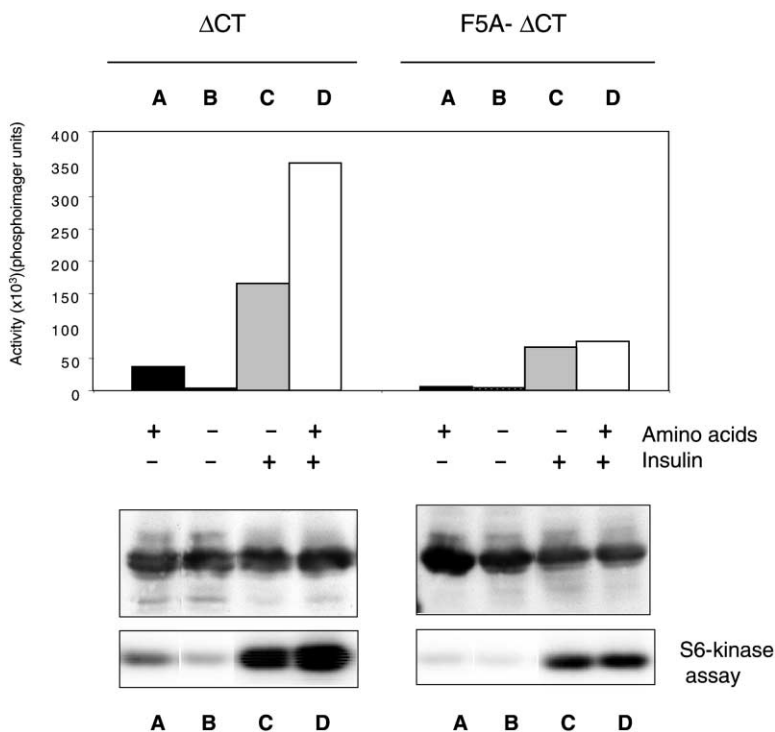 ΔCT F5A- ΔCT
A B C D A B C D
400
350
300
250
200
150
100
50
0
Activity (x10³)(phosphoimager units)
+ – – + + – – + Amino acids
– – + + – – + + Insulin
S6-kinase
assay
A B C D A B C D